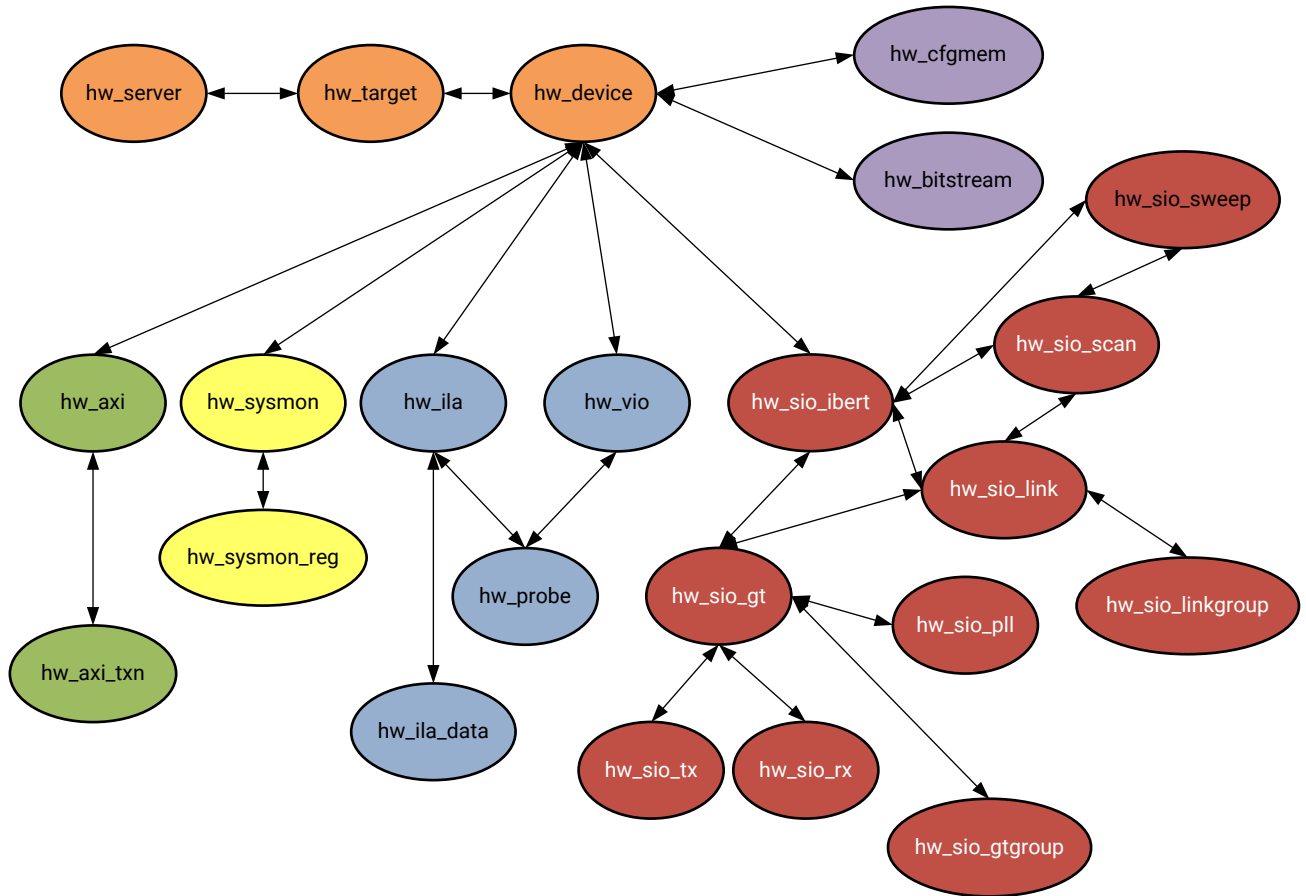 hw_cfgmem
hw_server
hw_target
hw_device
hw_bitstream
hw_sio_sweep
hw_sio_scan
hw_axi
hw_sysmon
hw_ila
hw_vio
hw_sio_ibert
hw_sio_link
hw_sysmon_reg
hw_probe
hw_sio_gt
hw_sio_linkgroup
hw_sio_pll
hw_axi_txn
hw_ila_data
hw_sio_tx
hw_sio_rx
hw_sio_gtgroup